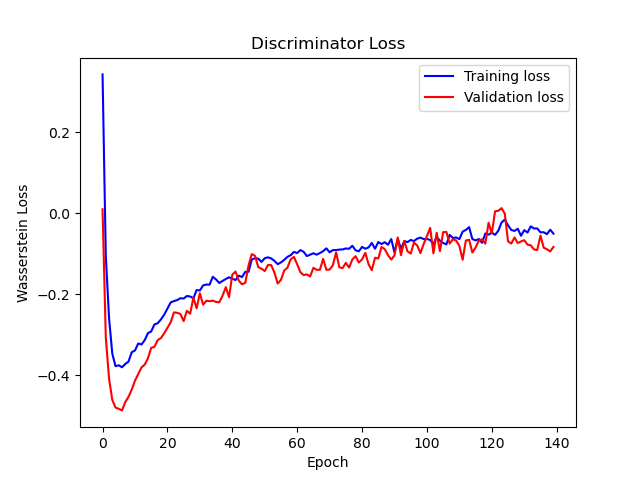 Discriminator Loss
Training loss
Validation loss
Wasserstein Loss
0.2
0.0
−0.2
−0.4
0 20 40 60 80 100 120 140
Epoch